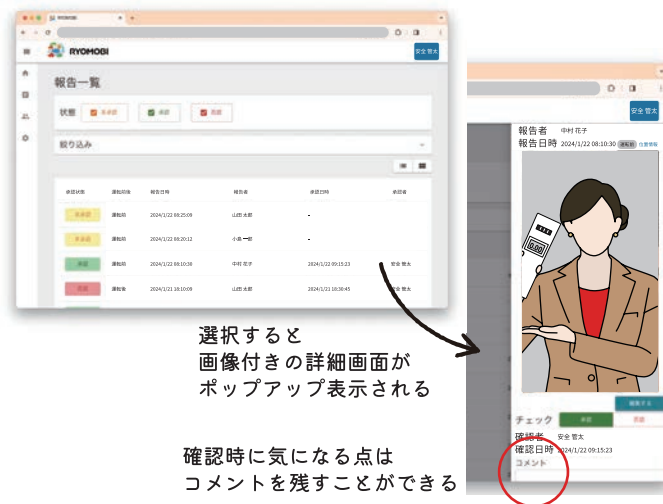 RYOMOBI
RYOMOBI
安全 管太
報告一覧
状態 未承認 承認 否認
絞り込み
承認状態 運転前後 報告日時 報告者 承認日時 承認者
未承認 運転前 2024/1/22 08:25:09 山田 太郎 -
未承認 運転前 2024/1/22 08:20:12 小島 一郎 -
承認 運転前 2024/1/22 08:10:30 中村 花子 2024/1/22 09:15:23 安全 管太
否認 運転後 2024/1/21 18:10:09 山田 太郎 2024/1/21 18:30:45 安全 管太
選択すると
画像付きの詳細画面が
ポップアップ表示される
確認時に気になる点は
コメントを残すことができる
安全 管太
報告者 中村 花子
報告日時 2024/1/22 08:10:30 運転前 位置情報
0.00
チェック 承認 否認
確認者 安全 管太
確認日時 2024/1/22 09:15:23
コメント